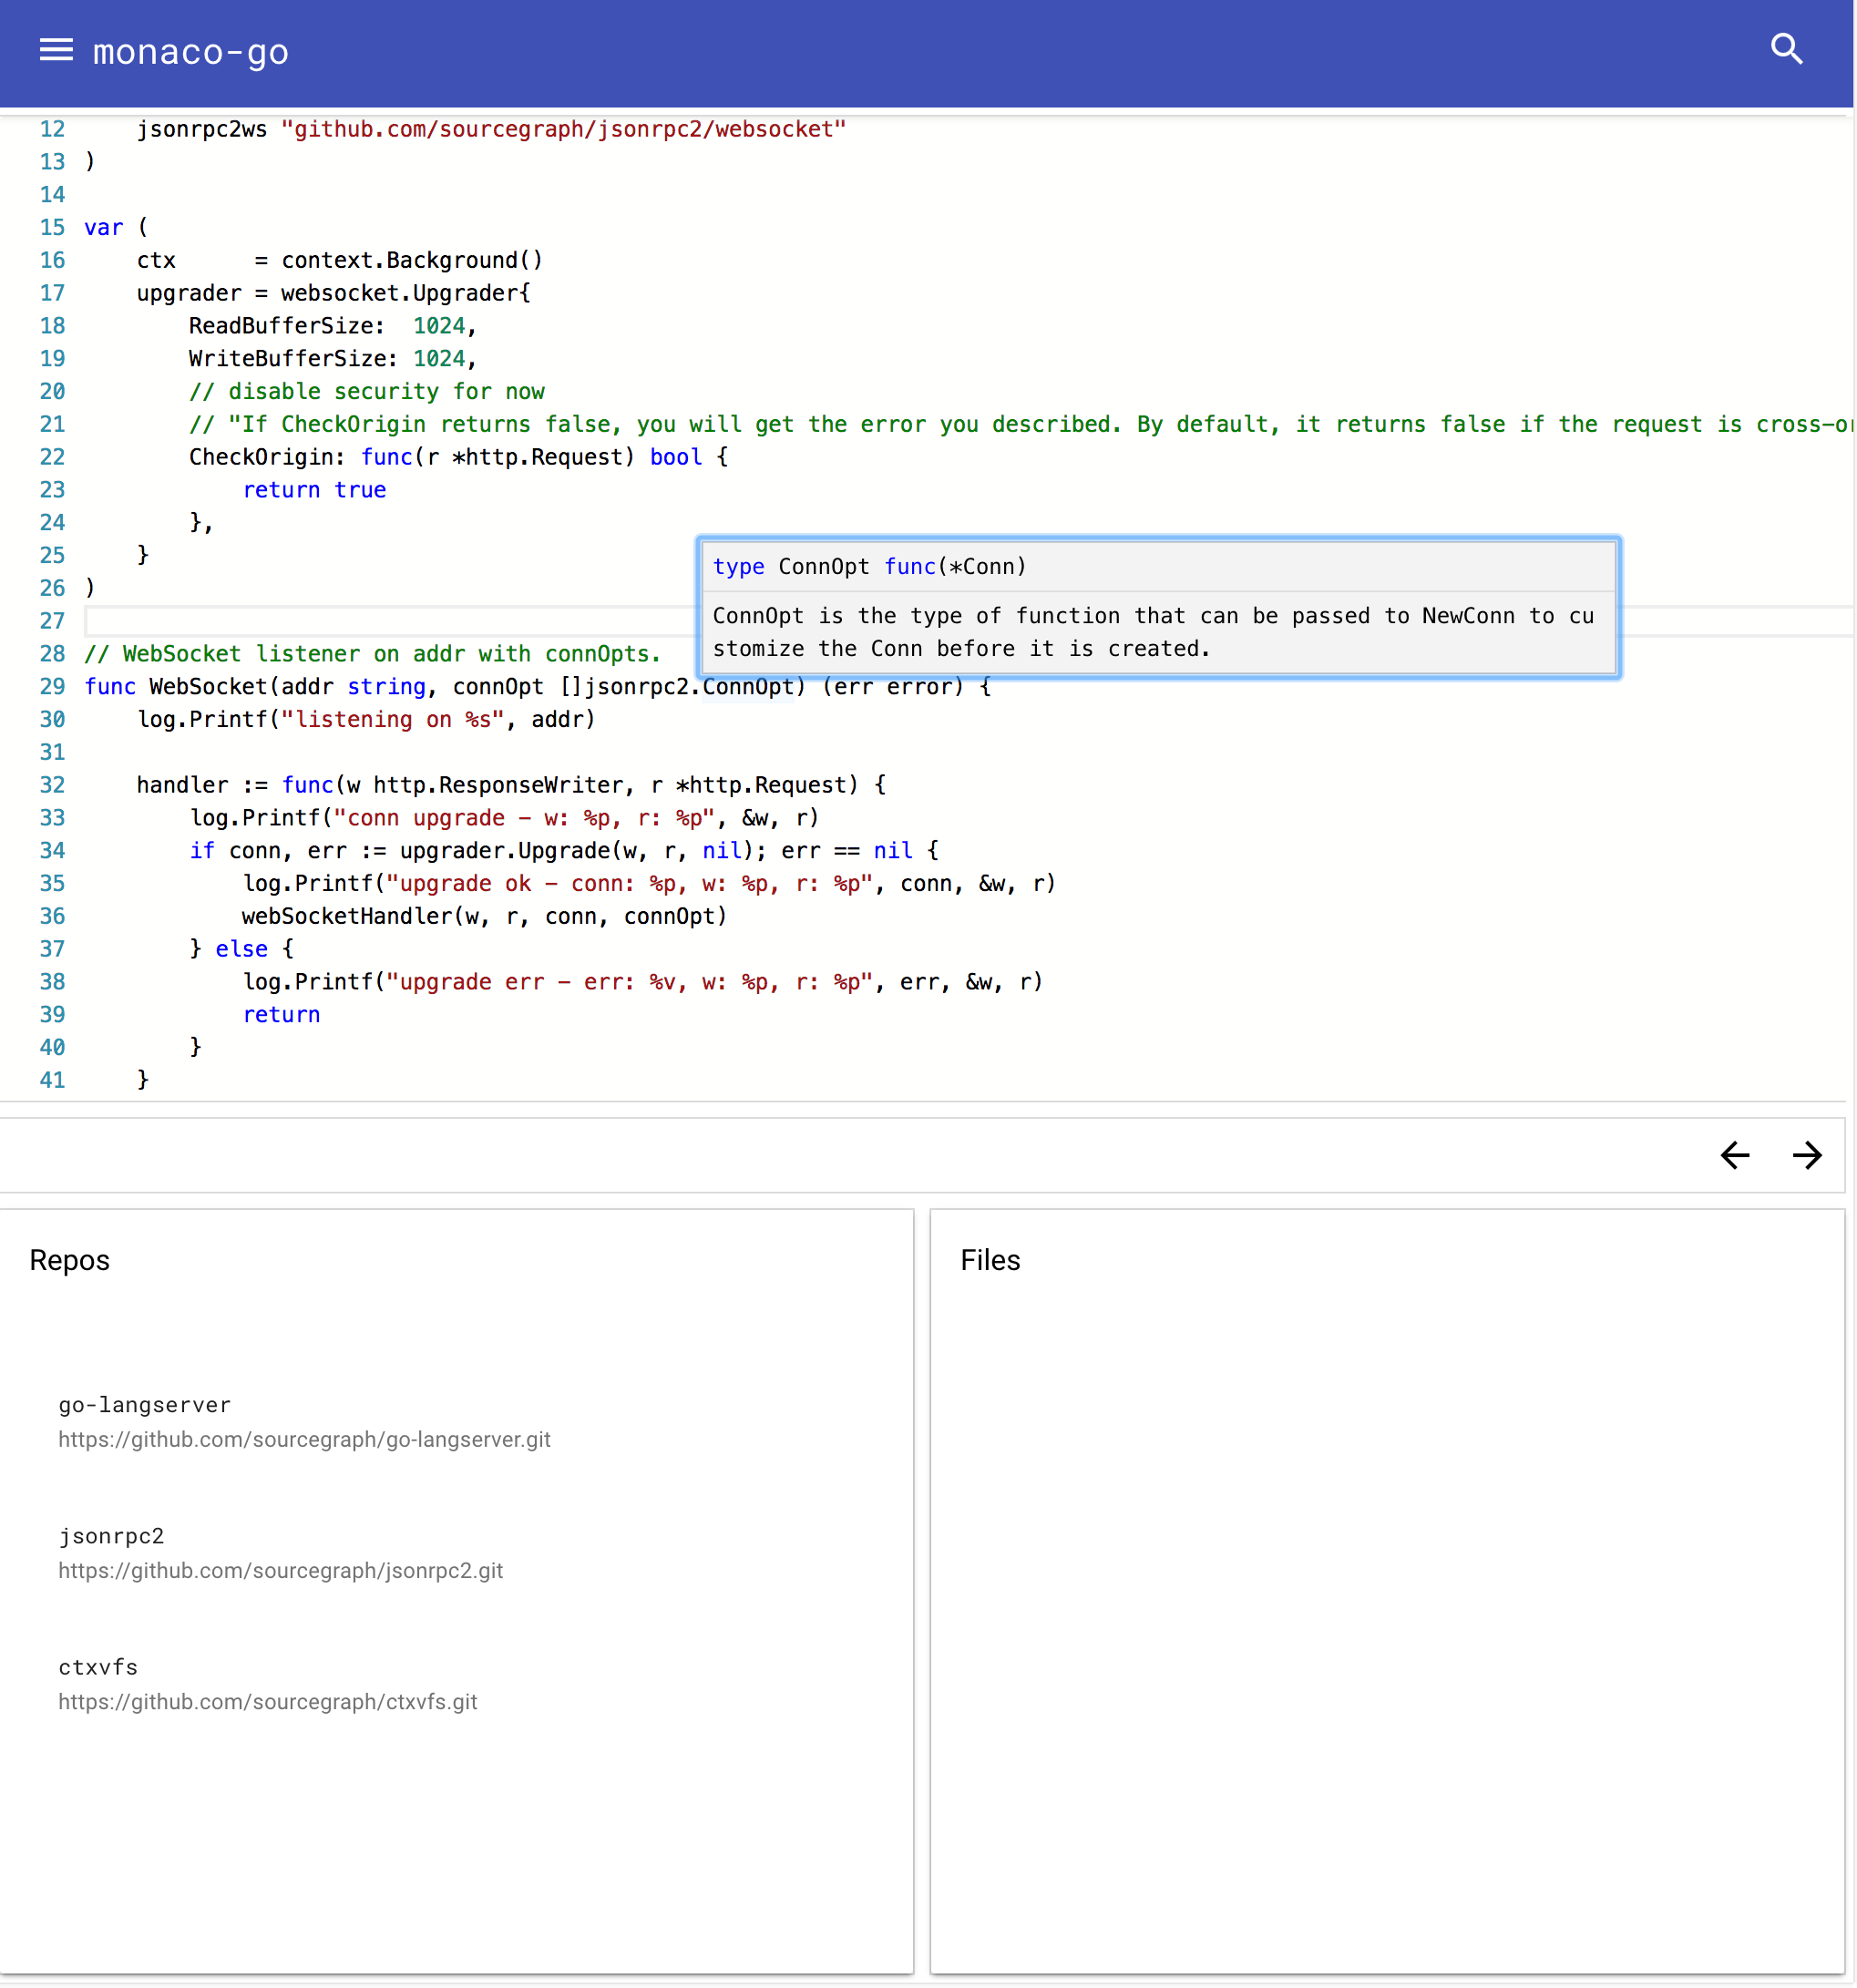 monaco-go
12 jsonrpc2ws "github.com/sourcegraph/jsonrpc2/websocket"
13 )
14
15 var (
16 ctx = context.Background()
17 upgrader = websocket.Upgrader{
18 ReadBufferSize: 1024,
19 WriteBufferSize: 1024,
20 // disable security for now
21 // "If CheckOrigin returns false, you will get the error you described. By default, it returns false if the request is cross-or
22 CheckOrigin: func(r *http.Request) bool {
23 return true
24 },
25 }
26 )
27
type ConnOpt func(*Conn)
ConnOpt is the type of function that can be passed to NewConn to cu
stomize the Conn before it is created.
28 // WebSocket listener on addr with connOpts.
29 func WebSocket(addr string, connOpt []jsonrpc2.ConnOpt) (err error) {
30 log.Printf("listening on %s", addr)
31
32 handler := func(w http.ResponseWriter, r *http.Request) {
33 log.Printf("conn upgrade – w: %p, r: %p", &w, r)
34 if conn, err := upgrader.Upgrade(w, r, nil); err == nil {
35 log.Printf("upgrade ok – conn: %p, w: %p, r: %p", conn, &w, r)
36 webSocketHandler(w, r, conn, connOpt)
37 } else {
38 log.Printf("upgrade err – err: %v, w: %p, r: %p", err, &w, r)
39 return
40 }
41 }
Repos
go-langserver
https://github.com/sourcegraph/go-langserver.git
jsonrpc2
https://github.com/sourcegraph/jsonrpc2.git
ctxvfs
https://github.com/sourcegraph/ctxvfs.git
Files